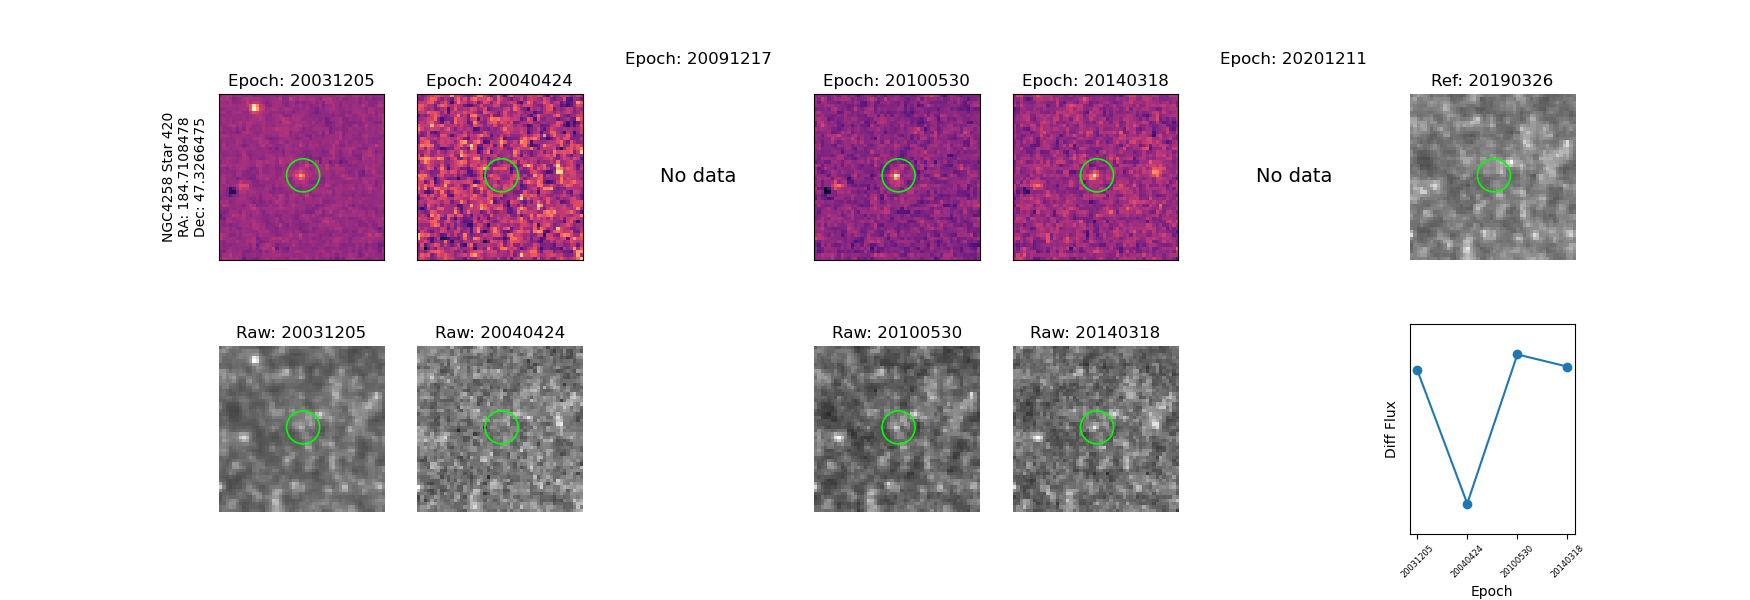 Epoch: 20031205
Epoch: 20040424
Epoch: 20091217
Epoch: 20100530
Epoch: 20140318
Epoch: 20201211
Ref: 20190326
NGC4258 Star 420
RA: 184.7108478
Dec: 47.3266475
No data
No data
Raw: 20031205
Raw: 20040424
Raw: 20100530
Raw: 20140318
Diff Flux
20031205
20040424
20100530
20140318
Epoch